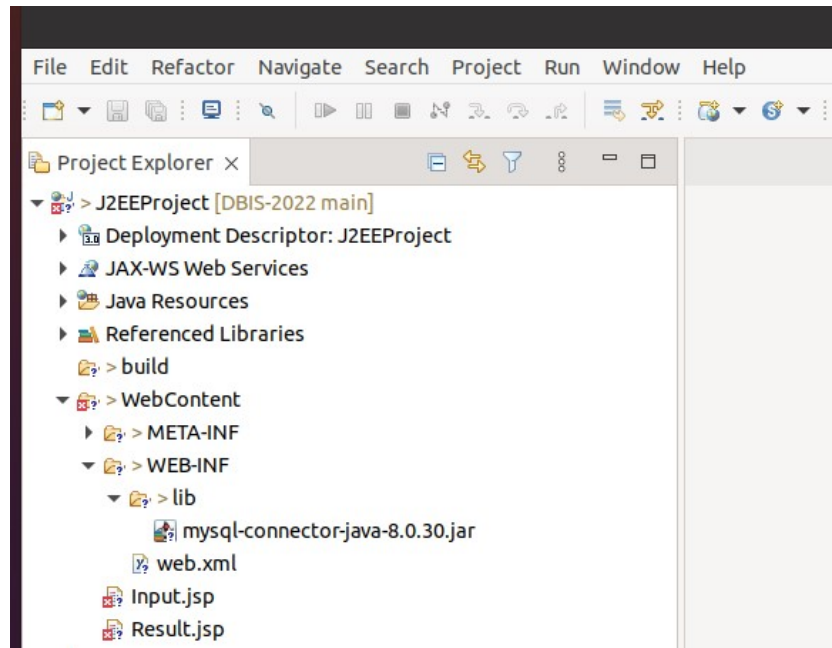 File Edit Refactor Navigate Search Project Run Window Help
Project Explorer ×
> J2EEProject [DBIS-2022 main]
3.0 Deployment Descriptor: J2EEProject
JAX-WS Web Services
Java Resources
Referenced Libraries
> build
> WebContent
> META-INF
> WEB-INF
> lib
mysql-connector-java-8.0.30.jar
web.xml
Input.jsp
Result.jsp